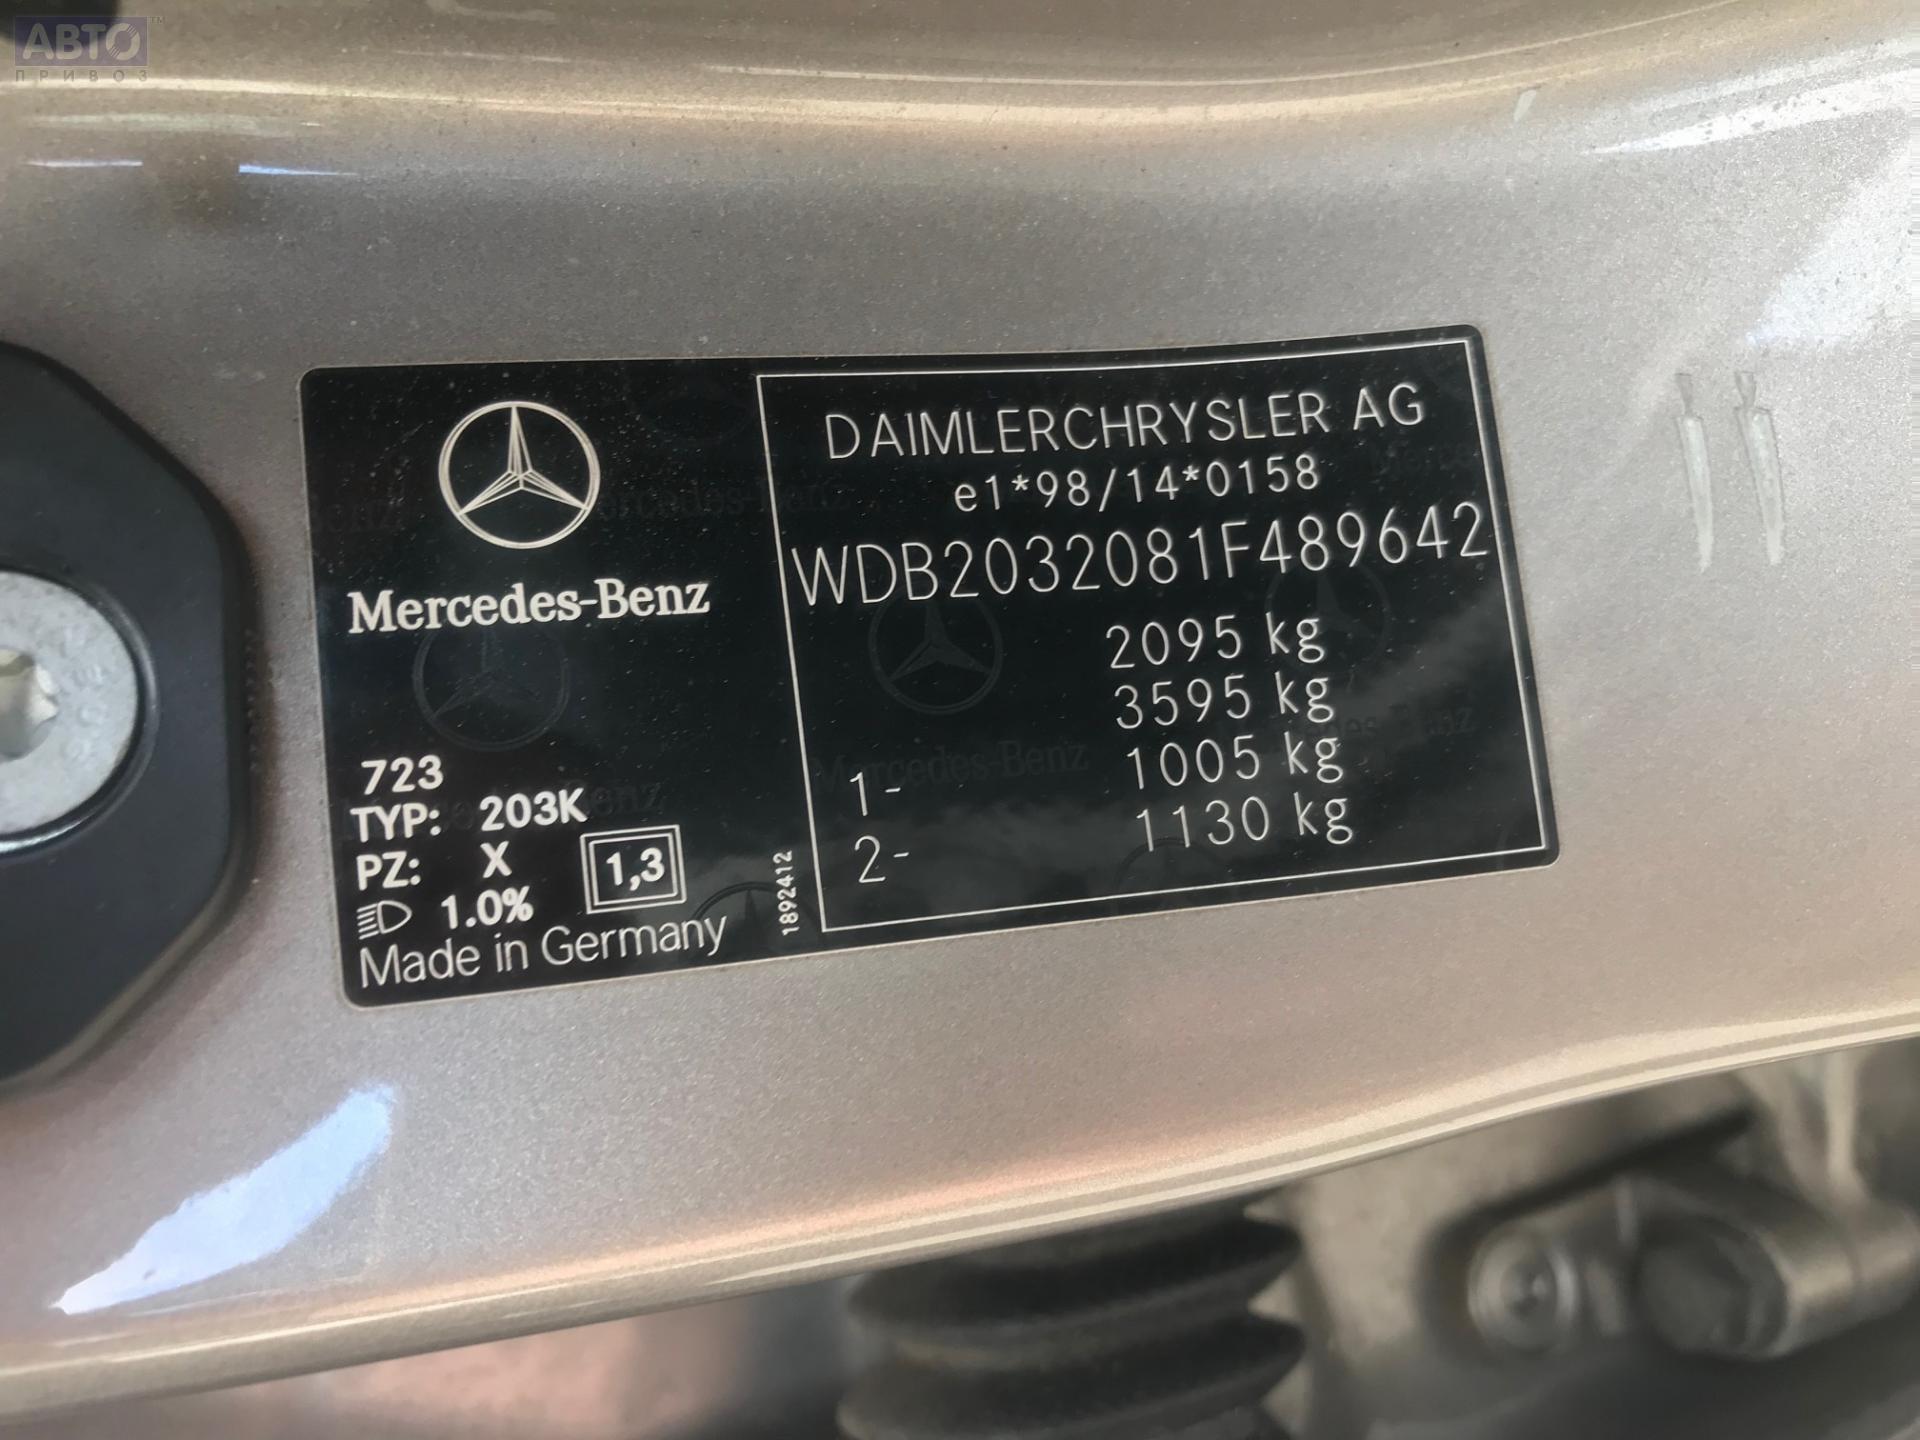 АВТО™
ПРИВОЗ
Mercedes-Benz
723
TYP: 203K
PZ: X
1.0%
1,3
Made in Germany
1892412
DAIMLERCHRYSLER AG
e1*98/14*0158
WDB2032081F489642
2095 kg
3595 kg
1- 1005 kg
2- 1130 kg